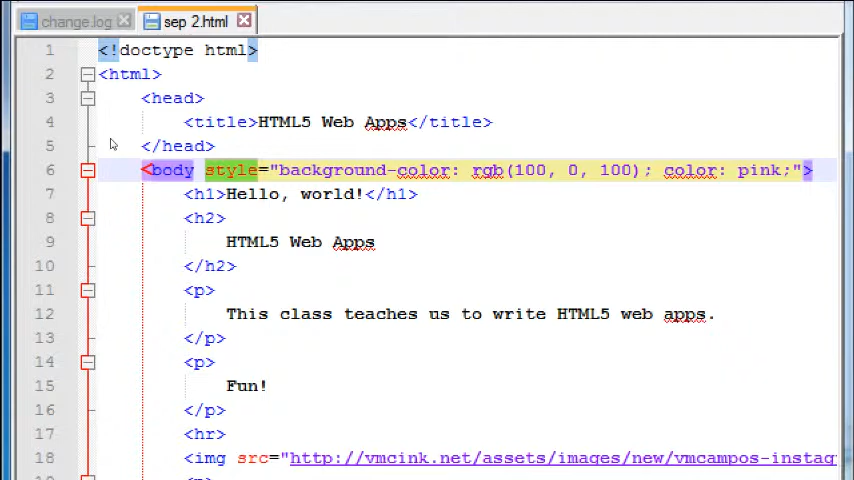 change.log sep 2.html
1 <!doctype html>
2 <html>
3 <head>
4 <title>HTML5 Web Apps</title>
5 </head>
6 <body style="background-color: rgb(100, 0, 100); color: pink;">
7 <h1>Hello, world!</h1>
8 <h2>
9 HTML5 Web Apps
10 </h2>
11 <p>
12 This class teaches us to write HTML5 web apps.
13 </p>
14 <p>
15 Fun!
16 </p>
17 <hr>
18 <img src="http://vmcink.net/assets/images/new/vmcampos-instag